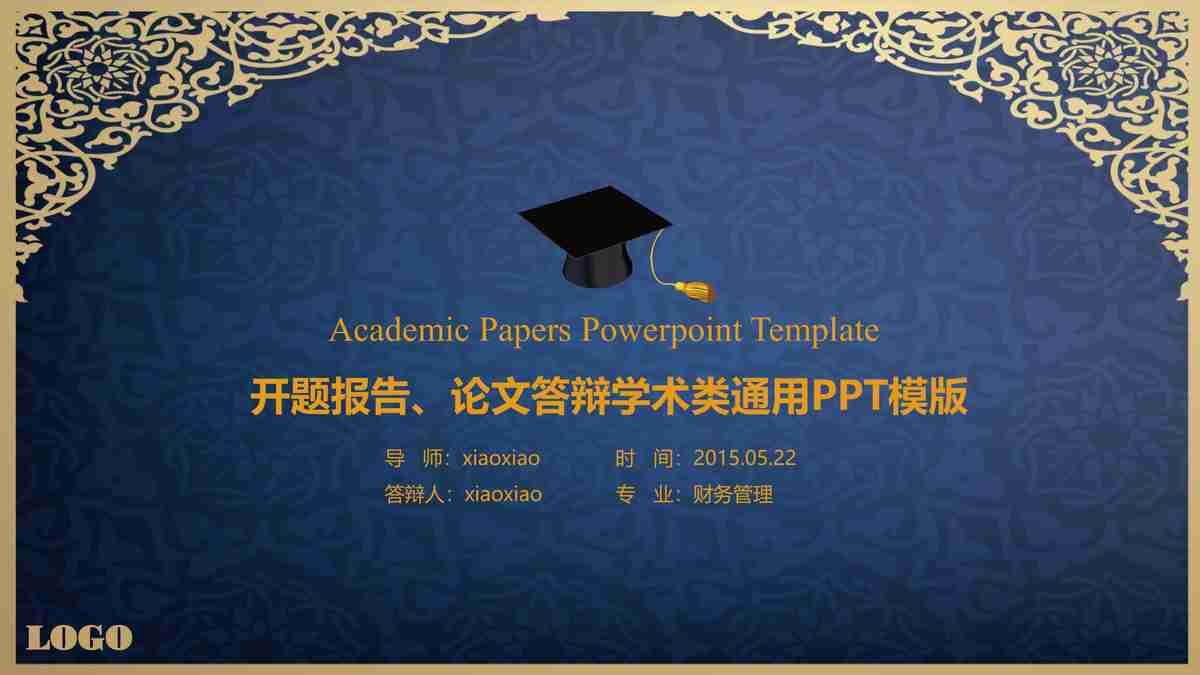 Academic Papers Powerpoint Template
开题报告、论文答辩学术类通用PPT模版
导 师：xiaoxiao 时 间：2015.05.22
答辩人：xiaoxiao 专 业：财务管理
LOGO